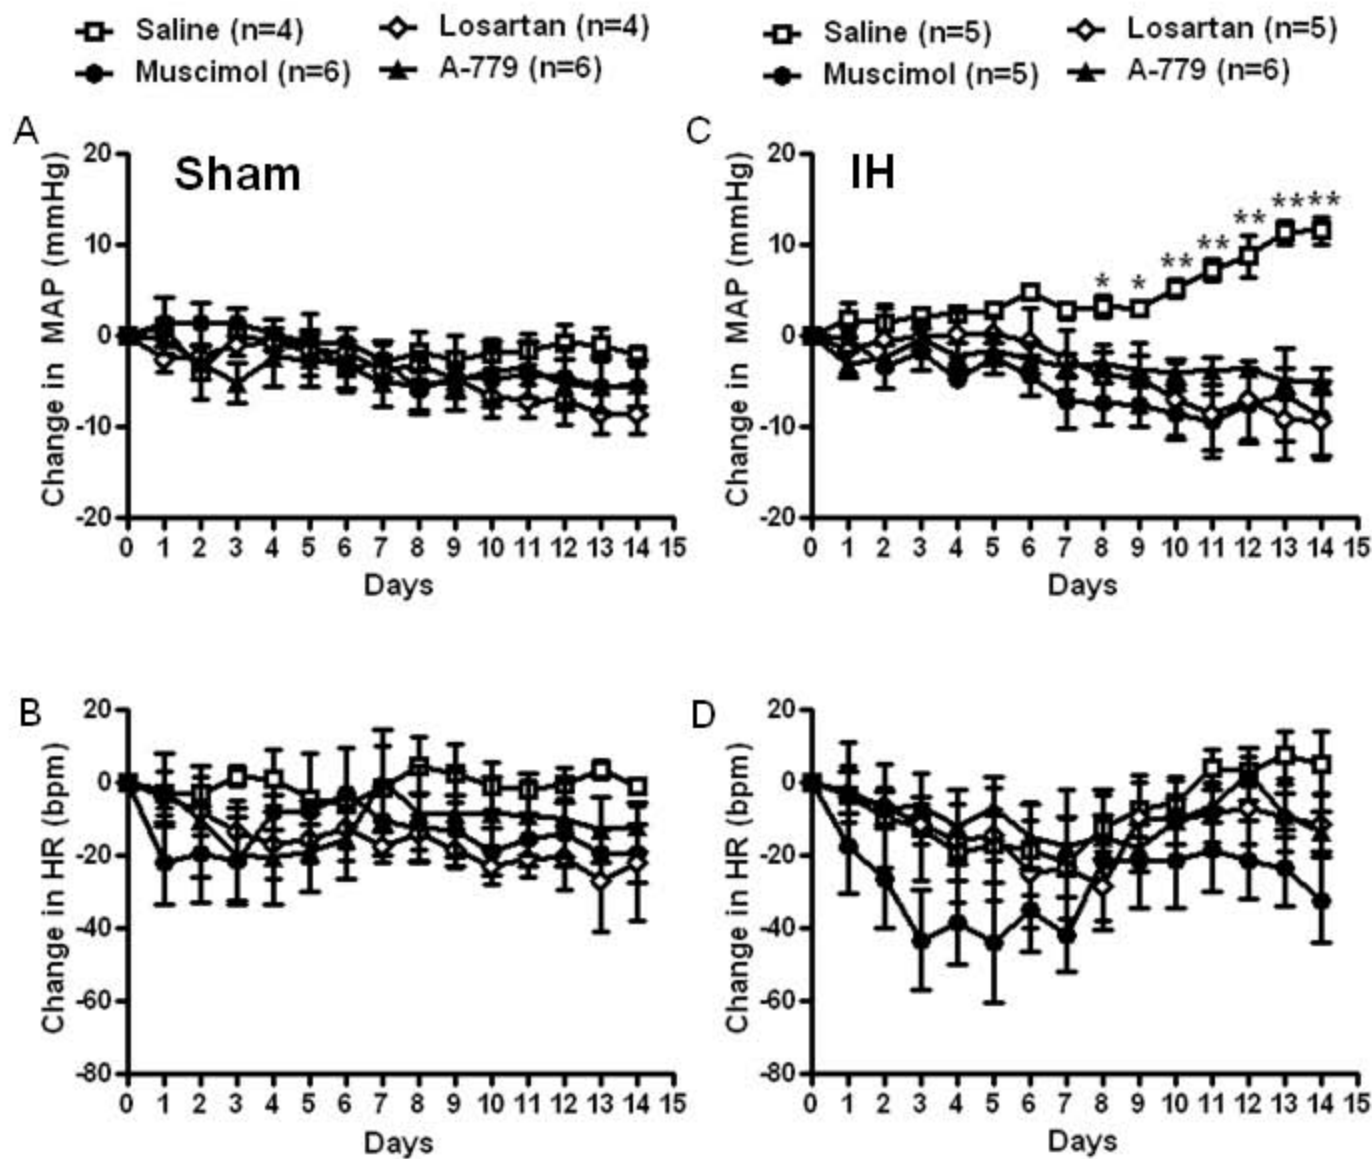 Saline (n=4) Losartan (n=4)
Muscimol (n=6) A-779 (n=6)
Saline (n=5) Losartan (n=5)
Muscimol (n=5) A-779 (n=6)
A
Sham
Change in MAP (mmHg)
20
10
0
-10
-20
0 1 2 3 4 5 6 7 8 9 10 11 12 13 14 15
Days
C
IH
Change in MAP (mmHg)
20
10
0
-10
-20
* * ** ** ** ** **
0 1 2 3 4 5 6 7 8 9 10 11 12 13 14 15
Days
B
Change in HR (bpm)
20
0
-20
-40
-60
-80
0 1 2 3 4 5 6 7 8 9 10 11 12 13 14 15
Days
D
Change in HR (bpm)
20
0
-20
-40
-60
-80
0 1 2 3 4 5 6 7 8 9 10 11 12 13 14 15
Days